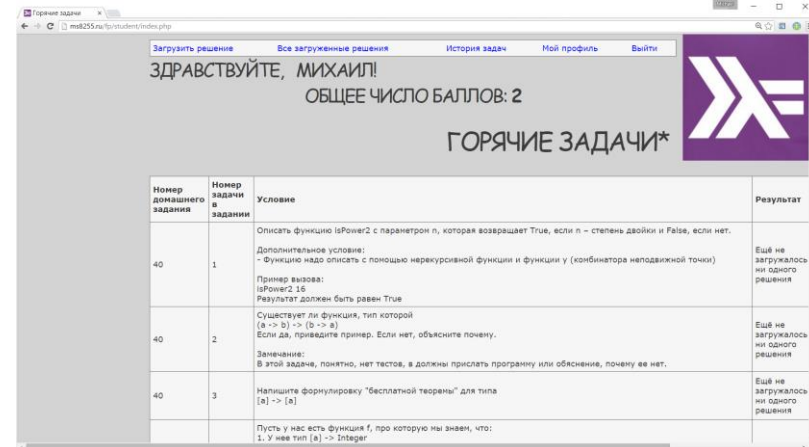 Горячие задачи
Михаил
ms8255.ru/fp/student/index.php
Загрузить решение Все загруженные решения История задач Мой профиль Выйти
ЗДРАВСТВУЙТЕ, МИХАИЛ!
ОБЩЕЕ ЧИСЛО БАЛЛОВ: 2
ГОРЯЧИЕ ЗАДАЧИ*
Номер домашнего задания Номер задачи в задании Условие Результат
Описать функцию isPower2 с параметром n, которая возвращает True, если n – степень двойки и False, если нет.
Дополнительное условие:
40 1 - Функцию надо описать с помощью нерекурсивной функции и функции y (комбинатора неподвижной точки) Ещё не загружалось ни одного решения
Пример вызова:
isPower2 16
Результат должен быть равен True
Существует ли функция, тип которой
(a -> b) -> (b -> a)
40 2 Если да, приведите пример. Если нет, объясните почему. Ещё не загружалось ни одного решения
Замечание:
В этой задаче, понятно, нет тестов, в должны прислать программу или обяснение, почему ее нет.
40 3 Напишите формулировку "бесплатной теоремы" для типа Ещё не загружалось ни одного решения
[a] -> [a]
Пусть у нас есть функция f, про которую мы знаем, что:
1. У нее тип [a] -> Integer